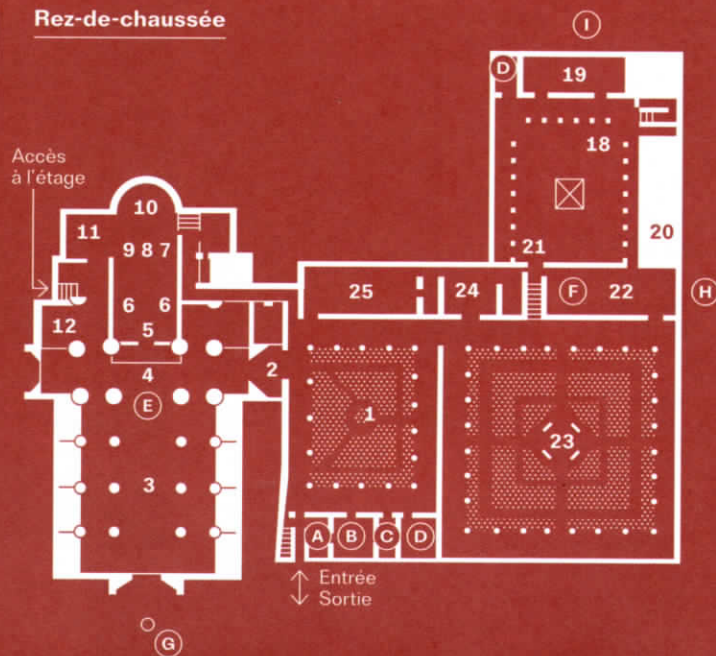 Rez-de-chaussée
I
D
19
18
Accès
à l'étage
10
11
9 8 7
20
21
6 6
25
24
F
22
H
12
5
4
2
E
1
23
3
A
B
C
D
Entrée
Sortie
G